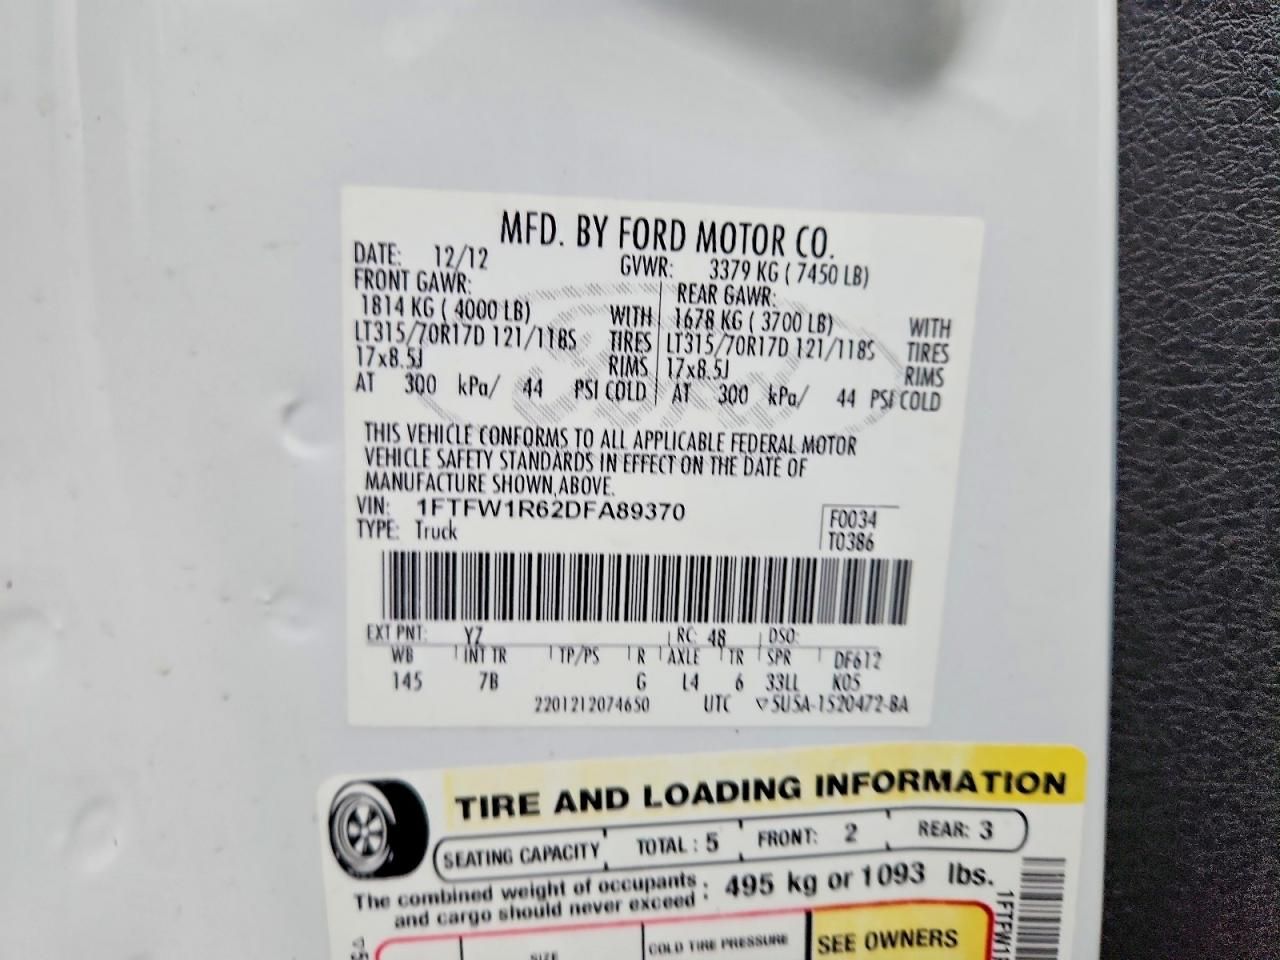 MFD. BY FORD MOTOR CO.
DATE: 12/12 GVWR: 3379 KG ( 7450 LB)
FRONT GAWR: REAR GAWR:
1814 KG ( 4000 LB) WITH 1678 KG ( 3700 LB) WITH
LT315/70R17D 121/118S TIRES LT315/70R17D 121/118S TIRES
17x8.5J RIMS 17x8.5J RIMS
AT 300 kPa/ 44 PSI COLD AT 300 kPa/ 44 PSI COLD
THIS VEHICLE CONFORMS TO ALL APPLICABLE FEDERAL MOTOR
VEHICLE SAFETY STANDARDS IN EFFECT ON THE DATE OF
MANUFACTURE SHOWN ABOVE.
VIN: 1FTFW1R62DFA89370 F0034
TYPE: Truck T0386
EXT PNT: YZ RC: 48 DSO:
WB INT TR TP/PS R AXLE TR SPR DF612
145 7B G L4 6 33LL K05
2201212074650 UTC ▽5U5A-1520472-BA
TIRE AND LOADING INFORMATION
SEATING CAPACITY TOTAL : 5 FRONT: 2 REAR: 3
The combined weight of occupants
and cargo should never exceed : 495 kg or 1093 lbs.
SIZE COLD TIRE PRESSURE SEE OWNERS
1FTFW1